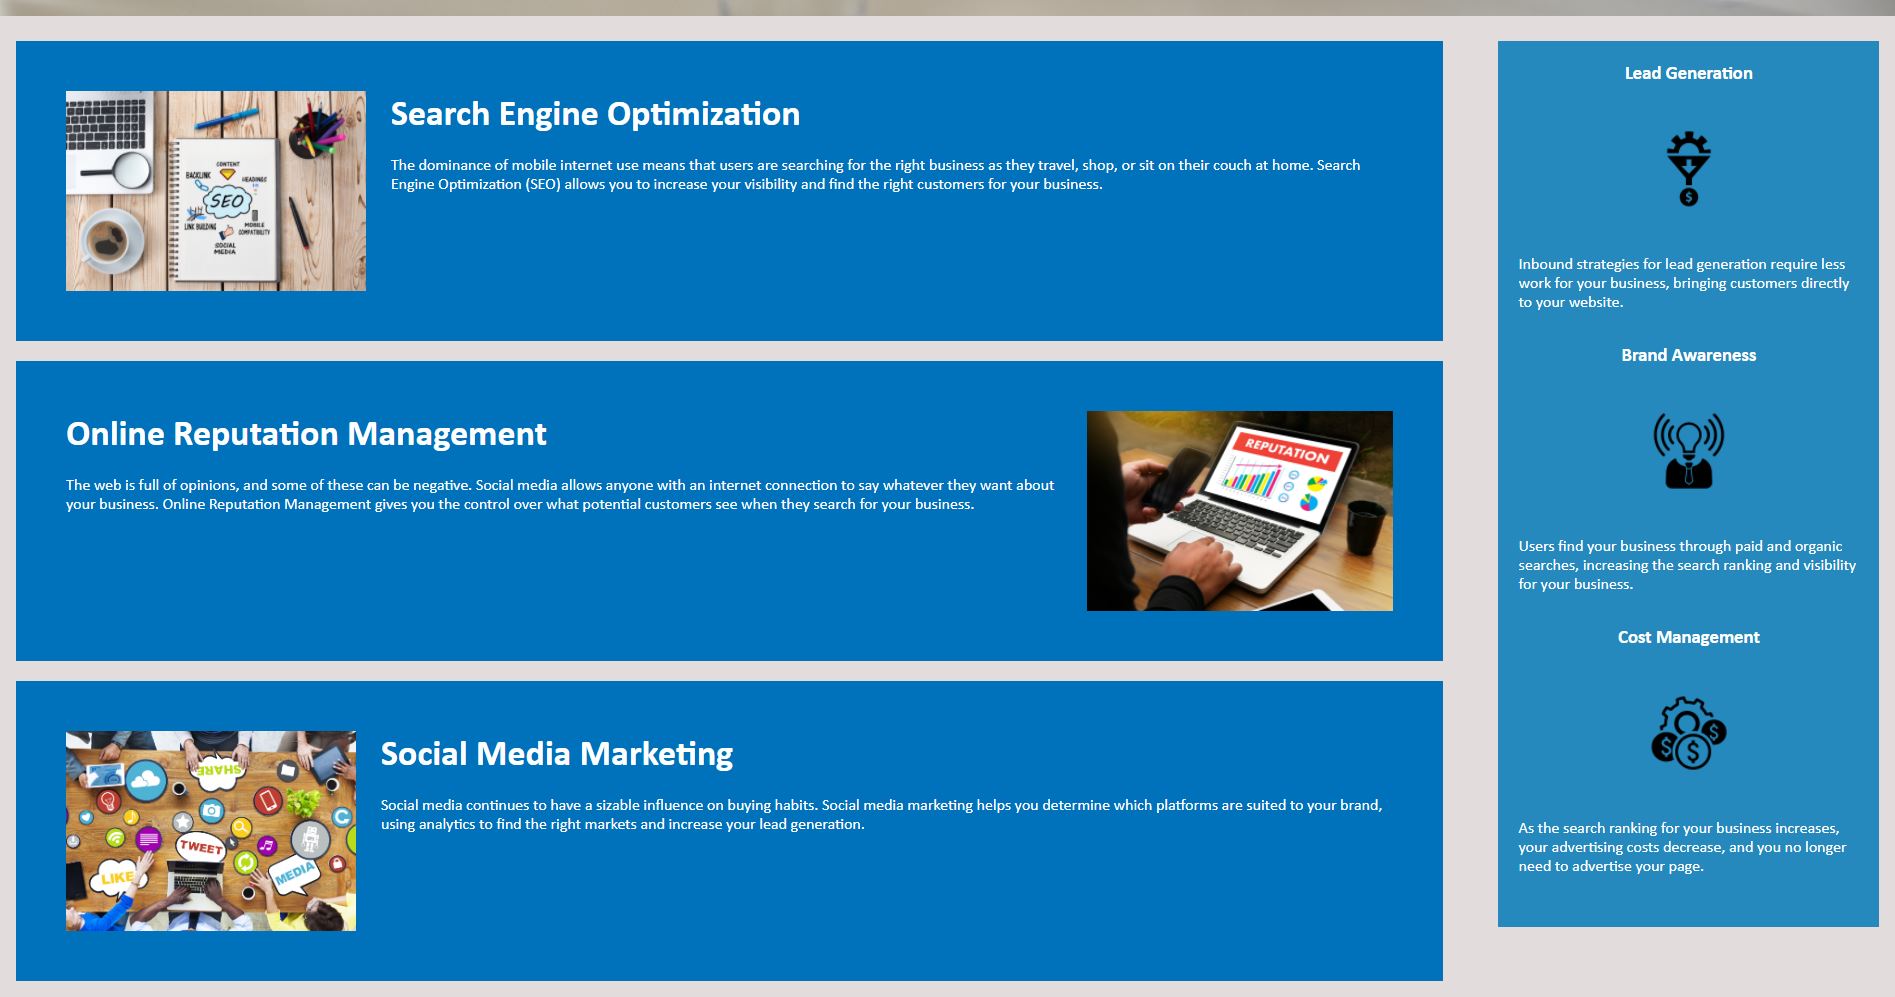 Search Engine Optimization
The dominance of mobile internet use means that users are searching for the right business as they travel, shop, or sit on their couch at home. Search
Engine Optimization (SEO) allows you to increase your visibility and find the right customers for your business.
CONTENT
BACKLINK
HEADINGS
SEO
LINK BUILDING
MOBILE
COMPATIBILITY
SOCIAL
MEDIA
Online Reputation Management
The web is full of opinions, and some of these can be negative. Social media allows anyone with an internet connection to say whatever they want about
your business. Online Reputation Management gives you the control over what potential customers see when they search for your business.
REPUTATION
Social Media Marketing
Social media continues to have a sizable influence on buying habits. Social media marketing helps you determine which platforms are suited to your brand,
using analytics to find the right markets and increase your lead generation.
SHARE
TWEET
LIKE
MEDIA
Lead Generation
$
Inbound strategies for lead generation require less
work for your business, bringing customers directly
to your website.
Brand Awareness
Users find your business through paid and organic
searches, increasing the search ranking and visibility
for your business.
Cost Management
$ $ $
As the search ranking for your business increases,
your advertising costs decrease, and you no longer
need to advertise your page.